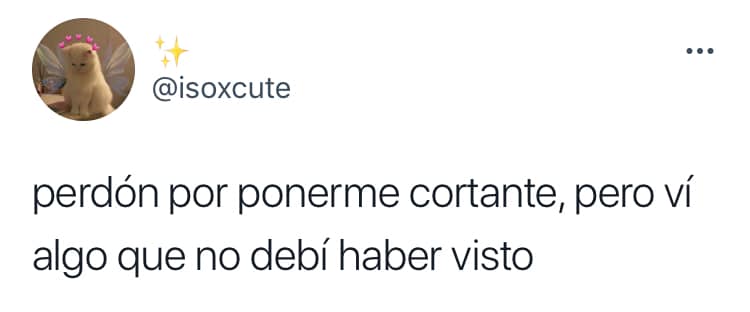 ✨
@isoxcute
perdón por ponerme cortante, pero ví
algo que no debí haber visto